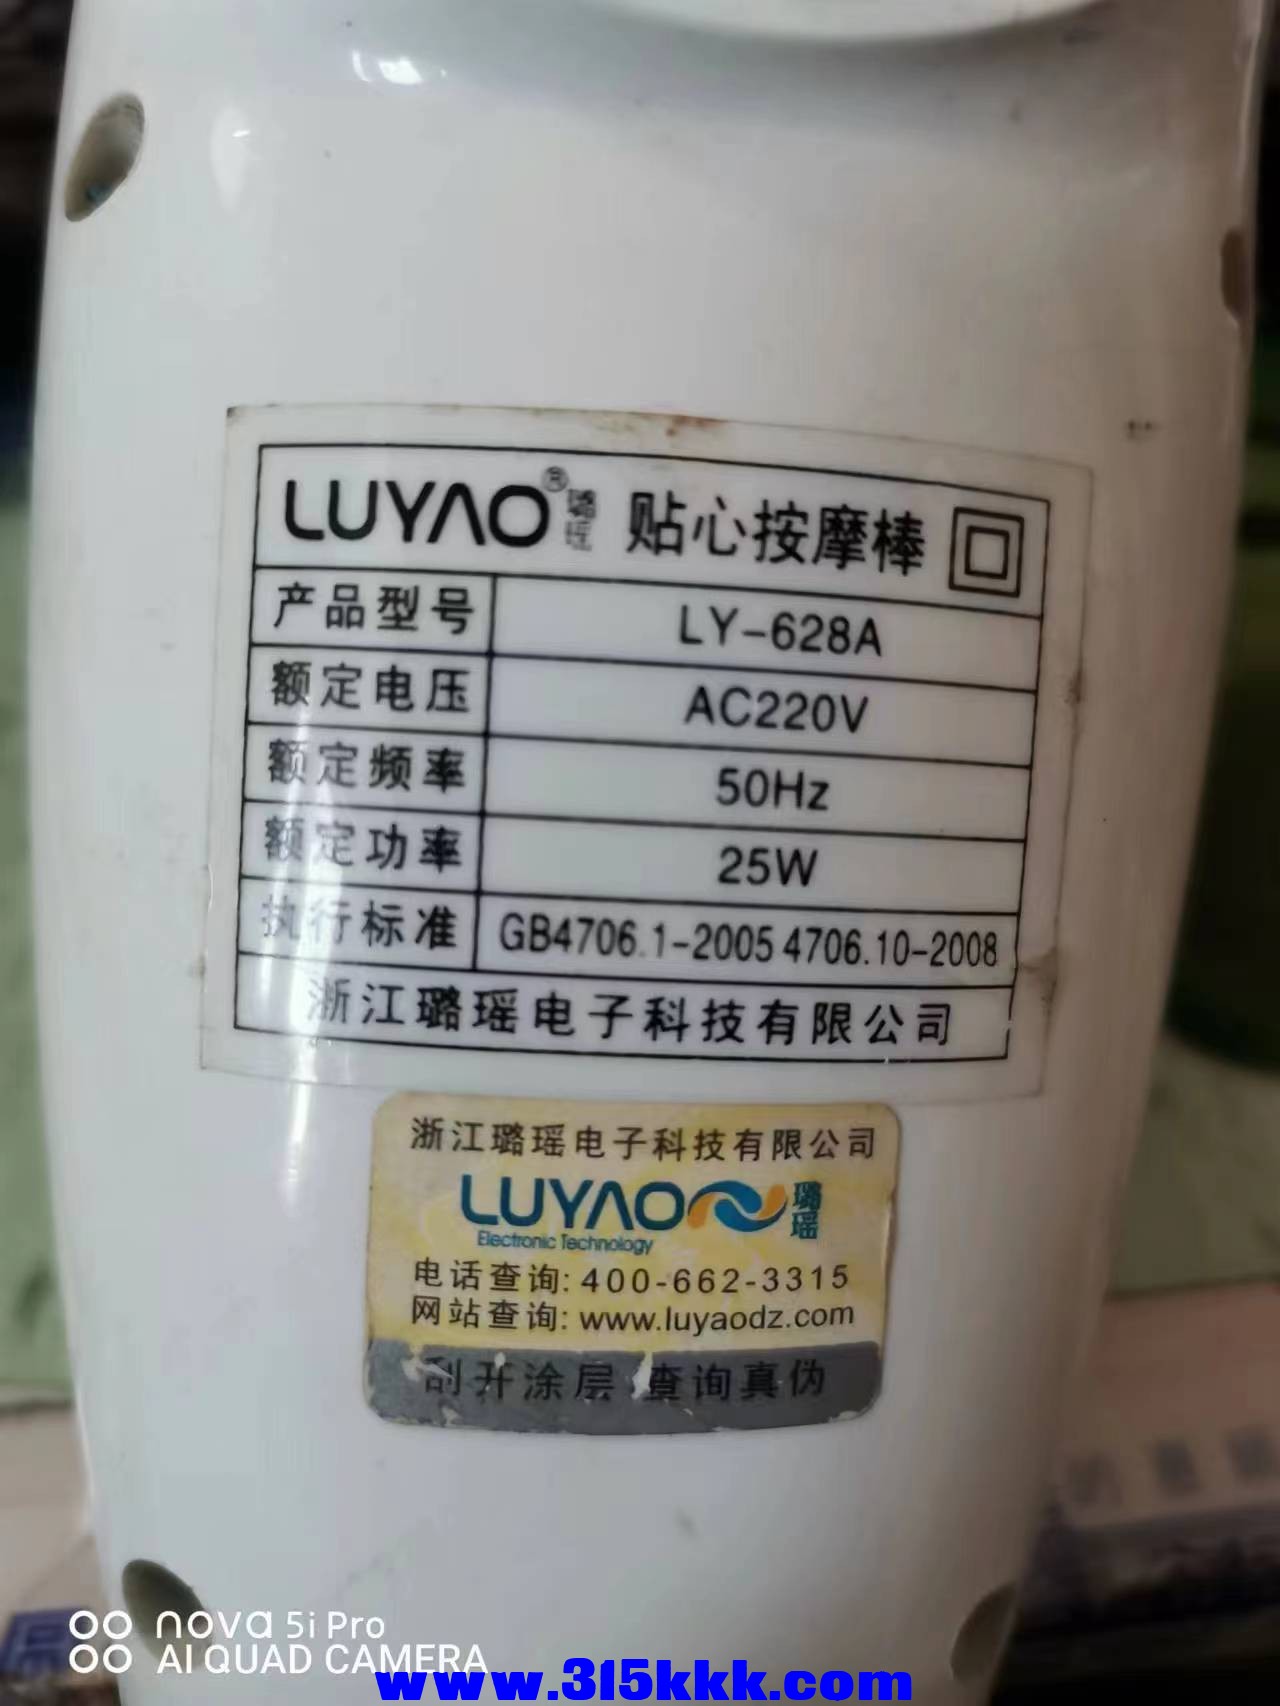 LUYAO® 璐瑶 贴心按摩棒
产品型号 LY-628A
额定电压 AC220V
额定频率 50Hz
额定功率 25W
执行标准 GB4706.1-2005 4706.10-2008
浙江璐瑶电子科技有限公司
浙江璐瑶电子科技有限公司
LUYAO 璐瑶
Electronic Technology
电话查询: 400-662-3315
网站查询: www.luyaodz.com
刮开涂层 查询真伪
nova 5i Pro
AI QUAD CAMERA
www.315kkk.com